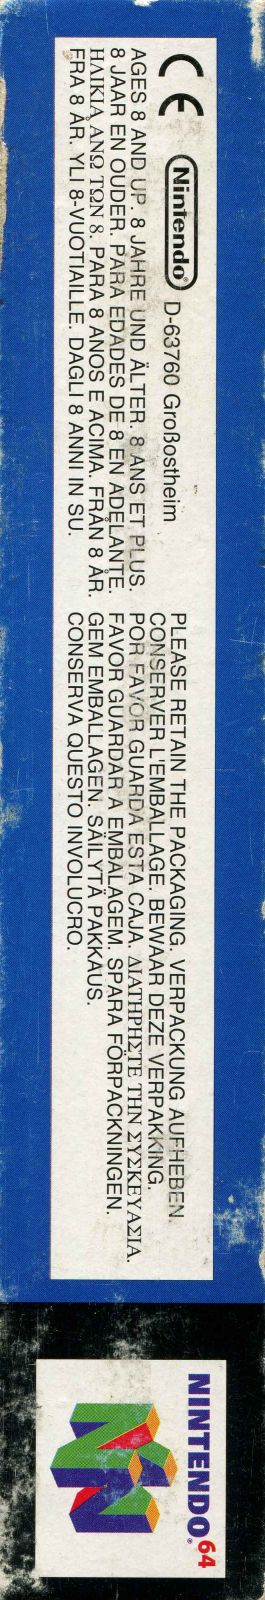 CE Nintendo® D-63760 Großostheim
AGES 8 AND UP. 8 JAHRE UND ÄLTER. 8 ANS ET PLUS.
8 JAAR EN OUDER. PARA EDADES DE 8 EN ADELANTE.
ΗΛΙΚΙΑ ΑΝΩ ΤΩΝ 8. PARA 8 ANOS E ACIMA. FRÅN 8 ÅR.
FRA 8 ÅR. YLI 8-VUOTIAILLE. DAGLI 8 ANNI IN SU.
PLEASE RETAIN THE PACKAGING. VERPACKUNG AUFHEBEN.
CONSERVER L'EMBALLAGE. BEWAAR DEZE VERPAKKING.
POR FAVOR GUARDA ESTA CAJA. ΔΙΑΤΗΡΗΣΤΕ ΤΗΝ ΣΥΣΚΕΥΑΣΙΑ.
FAVOR GUARDAR A EMBALAGEM. SPARA FÖRPACKNINGEN.
GEM EMBALLAGEN. SÄILYTÄ PAKKAUS.
CONSERVA QUESTO INVOLUCRO.
NINTENDO®64